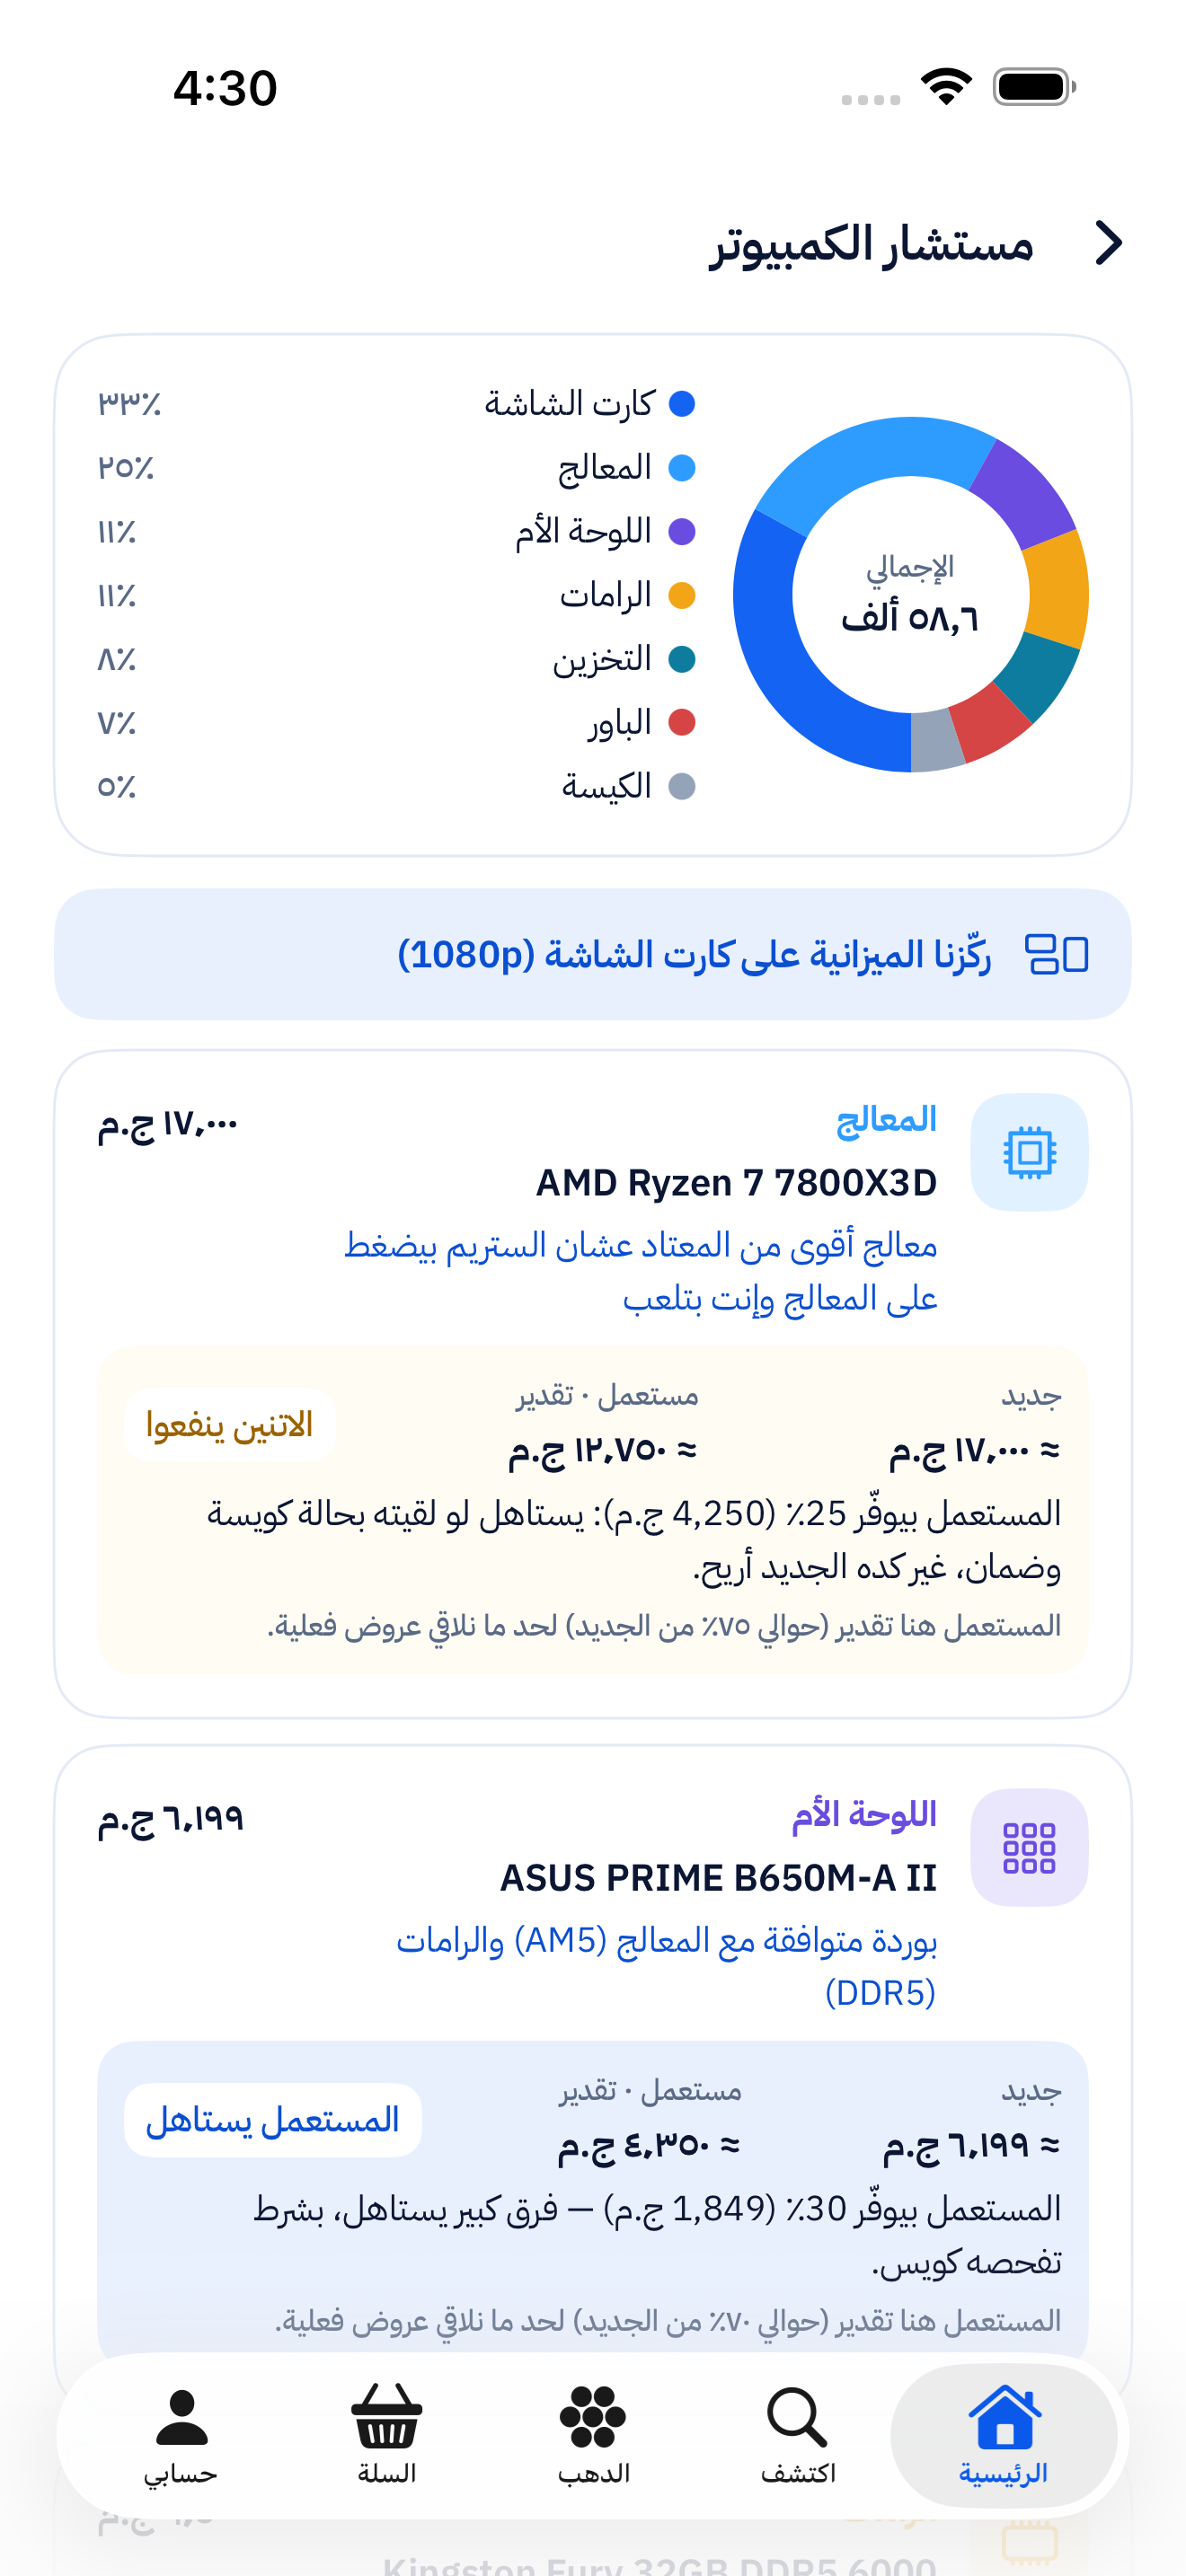 4:30
مستشار الكمبيوتر
الإجمالي
٥٨,٦ ألف
كارت الشاشة ٣٣٪
المعالج ٢٥٪
اللوحة الأم ١١٪
الرامات ١١٪
التخزين ٨٪
الباور ٧٪
الكيسة ٥٪
ركّزنا الميزانية على كارت الشاشة (1080p)
المعالج ١٧,٠٠٠ ج.م
AMD Ryzen 7 7800X3D
معالج أقوى من المعتاد عشان الستريم بيضغط
على المعالج وإنت بتلعب
جديد مستعمل · تقدير الاتنين ينفعوا
≈ ١٧,٠٠٠ ج.م ≈ ١٢,٧٥٠ ج.م
المستعمل بيوفّر 25٪ (4,250 ج.م): يستاهل لو لقيته بحالة كويسة
وضمان، غير كده الجديد أريح.
المستعمل هنا تقدير (حوالي ٧٥٪ من الجديد) لحد ما نلاقي عروض فعلية.
اللوحة الأم ٦,١٩٩ ج.م
ASUS PRIME B650M-A II
بوردة متوافقة مع المعالج (AM5) والرامات
(DDR5)
جديد مستعمل · تقدير المستعمل يستاهل
≈ ٦,١٩٩ ج.م ≈ ٤,٣٥٠ ج.م
المستعمل بيوفّر 30٪ (1,849 ج.م) — فرق كبير يستاهل، بشرط
تفحصه كويس.
المستعمل هنا تقدير (حوالي ٧٠٪ من الجديد) لحد ما نلاقي عروض فعلية.
الرئيسية اكتشف الدهب السلة حسابي
ج.م
Kingston Fury 32GB DDR5 6000